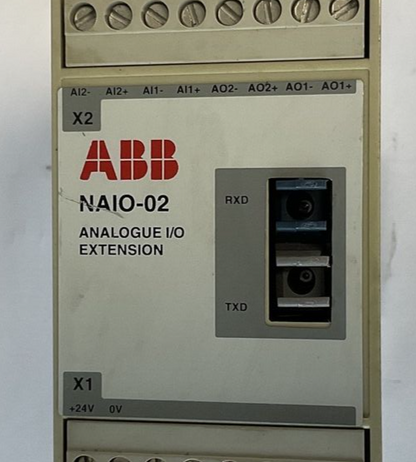 AI2- AI2+ AI1- AI1+ AO2- AO2+ AO1- AO1+
X2
ABB
NAIO-02
ANALOGUE I/O
EXTENSION
RXD
TXD
X1
+24V 0V